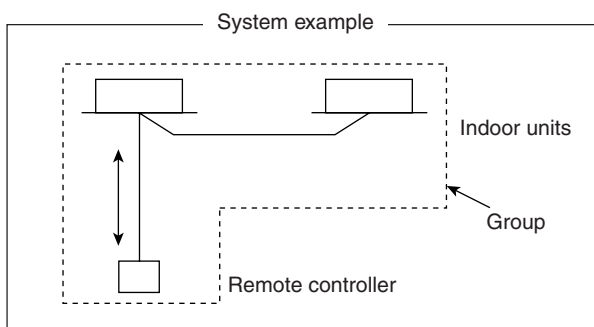 System example
Indoor units
Group
Remote controller